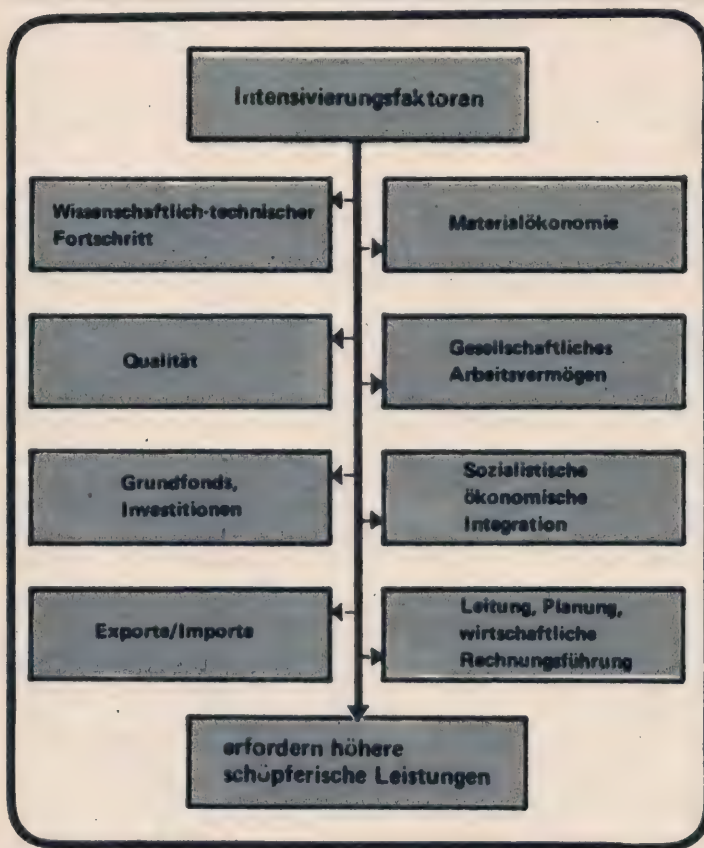 Intensivierungsfaktoren
Wissenschaftlich-technischer
Fortschritt
Materialökonomie
Qualität
Gesellschaftliches
Arbeitsvermögen
Grundfonds,
Investitionen
Sozialistische
ökonomische
Integration
Exporte/Importe
Leitung, Planung,
wirtschaftliche
Rechnungsführung
erfordern höhere
schöpferische Leistungen